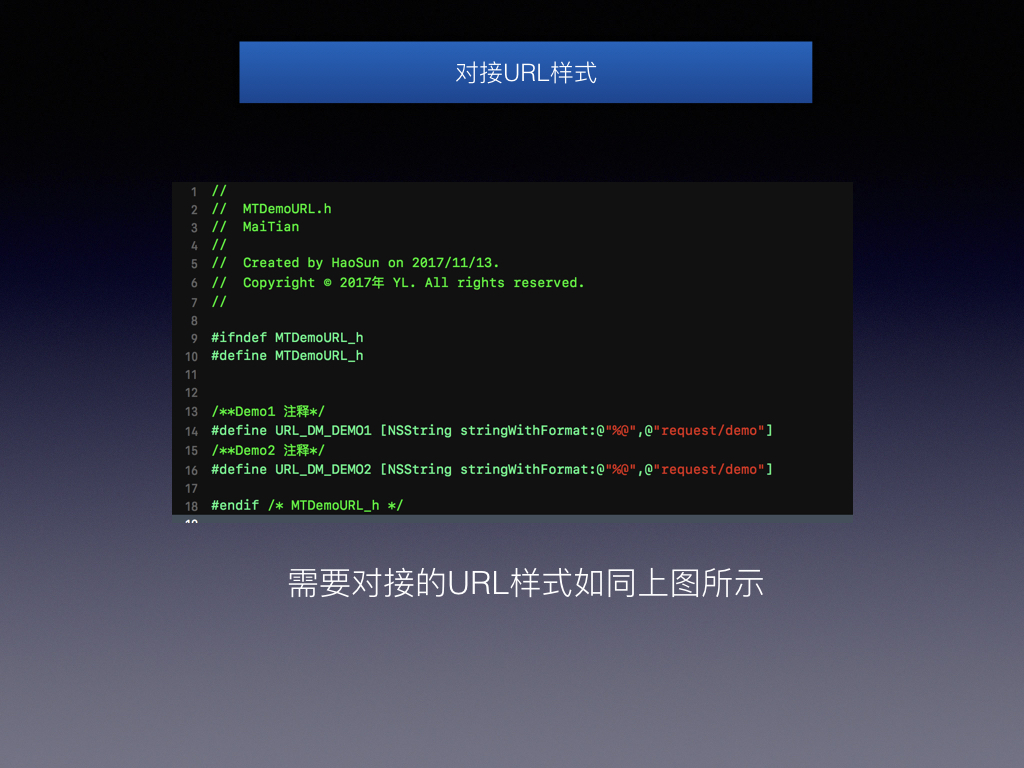 对接URL样式
1 //
2 //  MTDemoURL.h
3 //  MaiTian
4 //
5 //  Created by HaoSun on 2017/11/13.
6 //  Copyright © 2017年 YL. All rights reserved.
7 //
8
9 #ifndef MTDemoURL_h
10 #define MTDemoURL_h
11
12
13 /**Demo1 注释*/
14 #define URL_DM_DEMO1 [NSString stringWithFormat:@"%@",@"request/demo"]
15 /**Demo2 注释*/
16 #define URL_DM_DEMO2 [NSString stringWithFormat:@"%@",@"request/demo"]
17
18 #endif /* MTDemoURL_h */
需要对接的URL样式如同上图所示